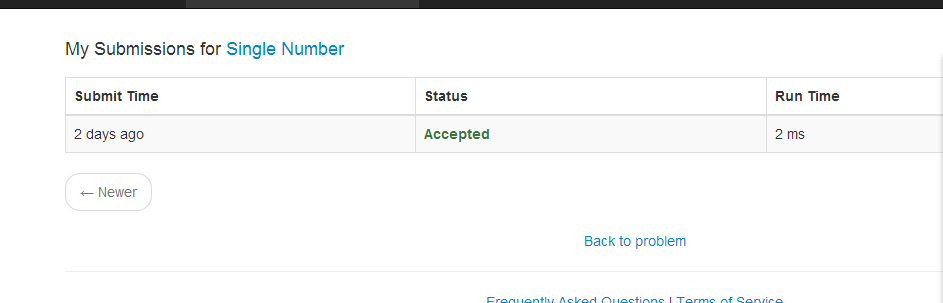 My Submissions for Single Number
Submit Time Status Run Time
2 days ago Accepted 2 ms
← Newer
Back to problem
Frequently Asked Questions | Terms of Service